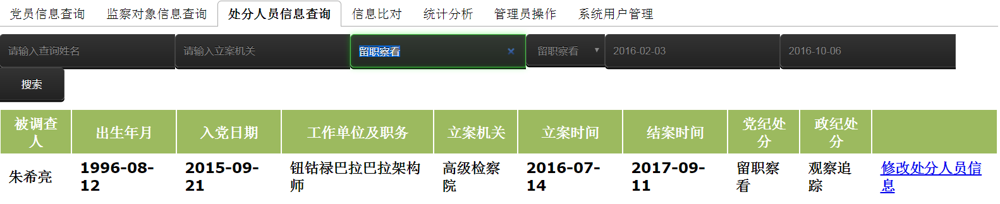 党员信息查询 监察对象信息查询 处分人员信息查询 信息比对 统计分析 管理员操作 系统用户管理
请输入查询姓名 请输入立案机关 留职察看 留职察看 2016-02-03 2016-10-06
搜索
被调查人 出生年月 入党日期 工作单位及职务 立案机关 立案时间 结案时间 党纪处分 政纪处分
朱希亮 1996-08-12 2015-09-21 钮钴禄巴拉巴拉架构师 高级检察院 2016-07-14 2017-09-11 留职察看 观察追踪 修改处分人员信息